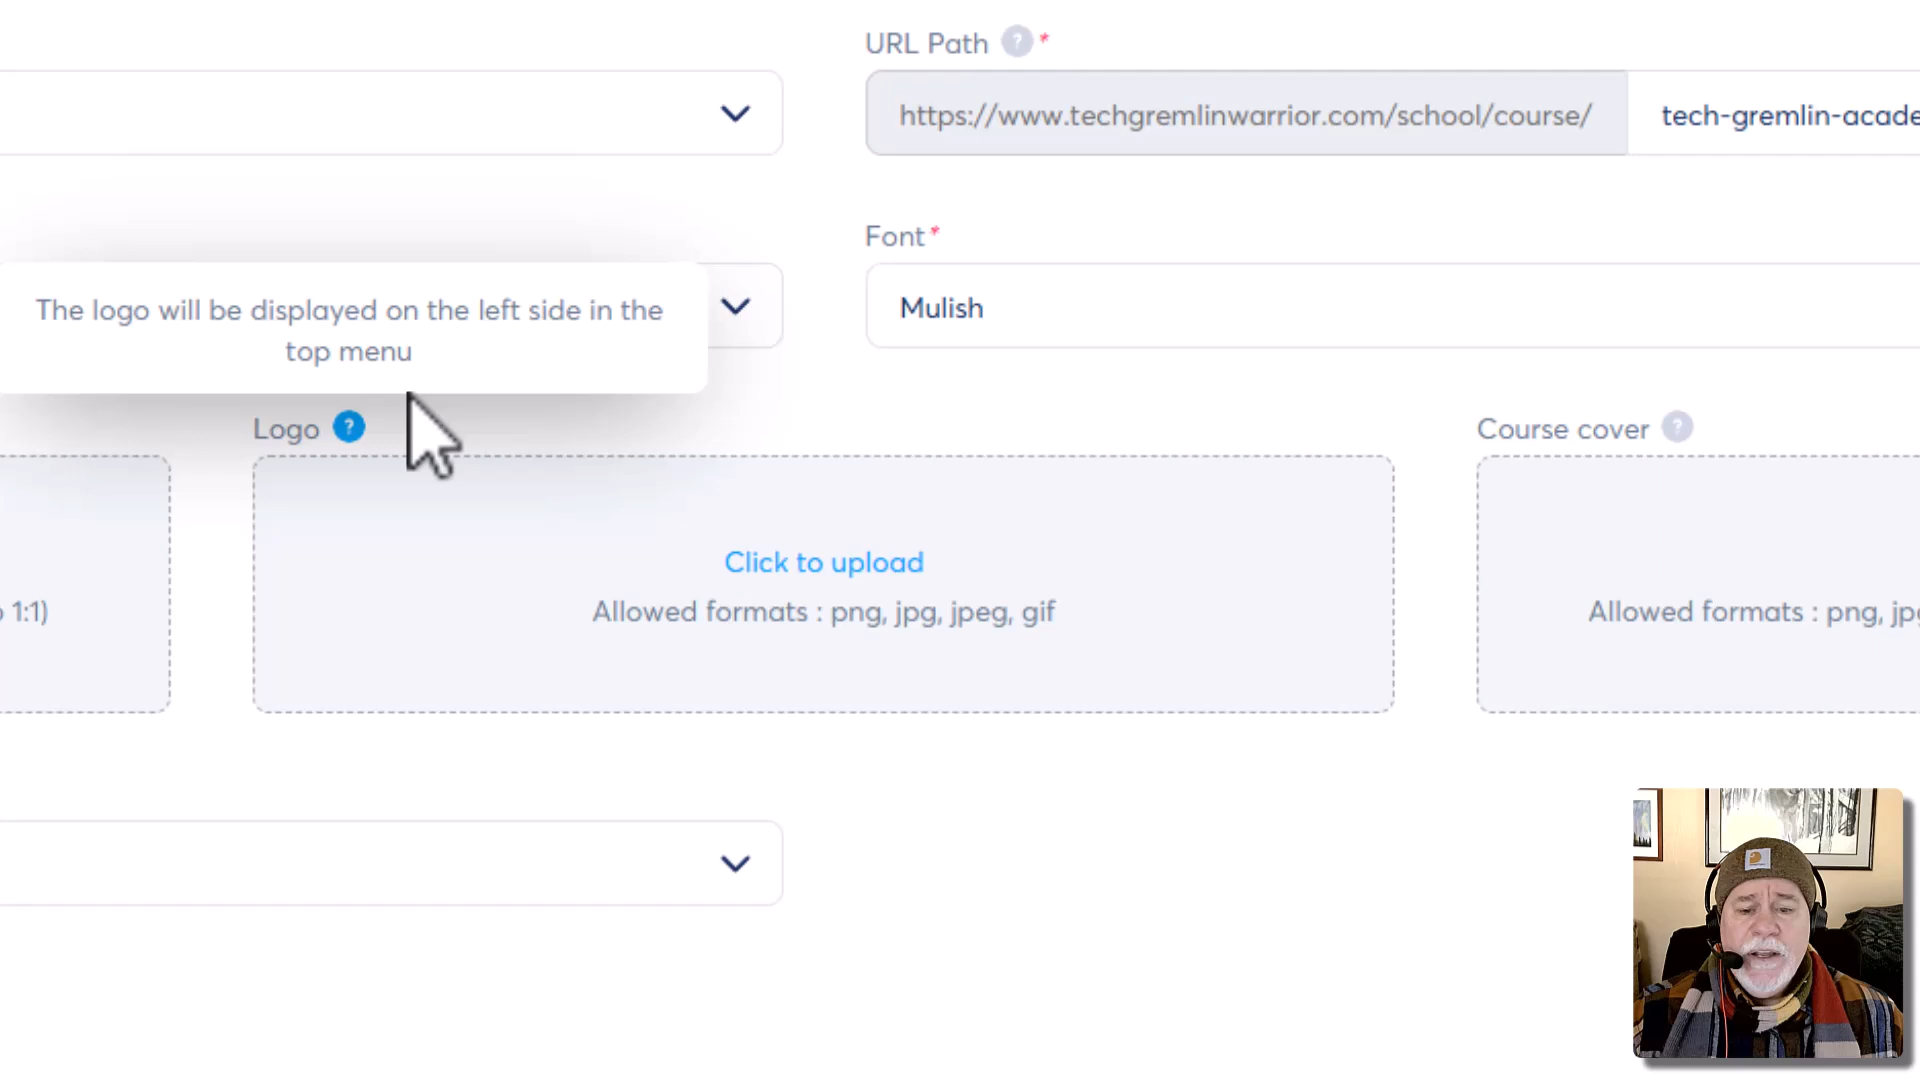 URL Path ? *
https://www.techgremlinwarrior.com/school/course/ tech-gremlin-acade
Font *
The logo will be displayed on the left side in the
top menu
Mulish
Logo ?
Course cover ?
Click to upload
1:1)
Allowed formats : png, jpg, jpeg, gif
Allowed formats : png, jpg